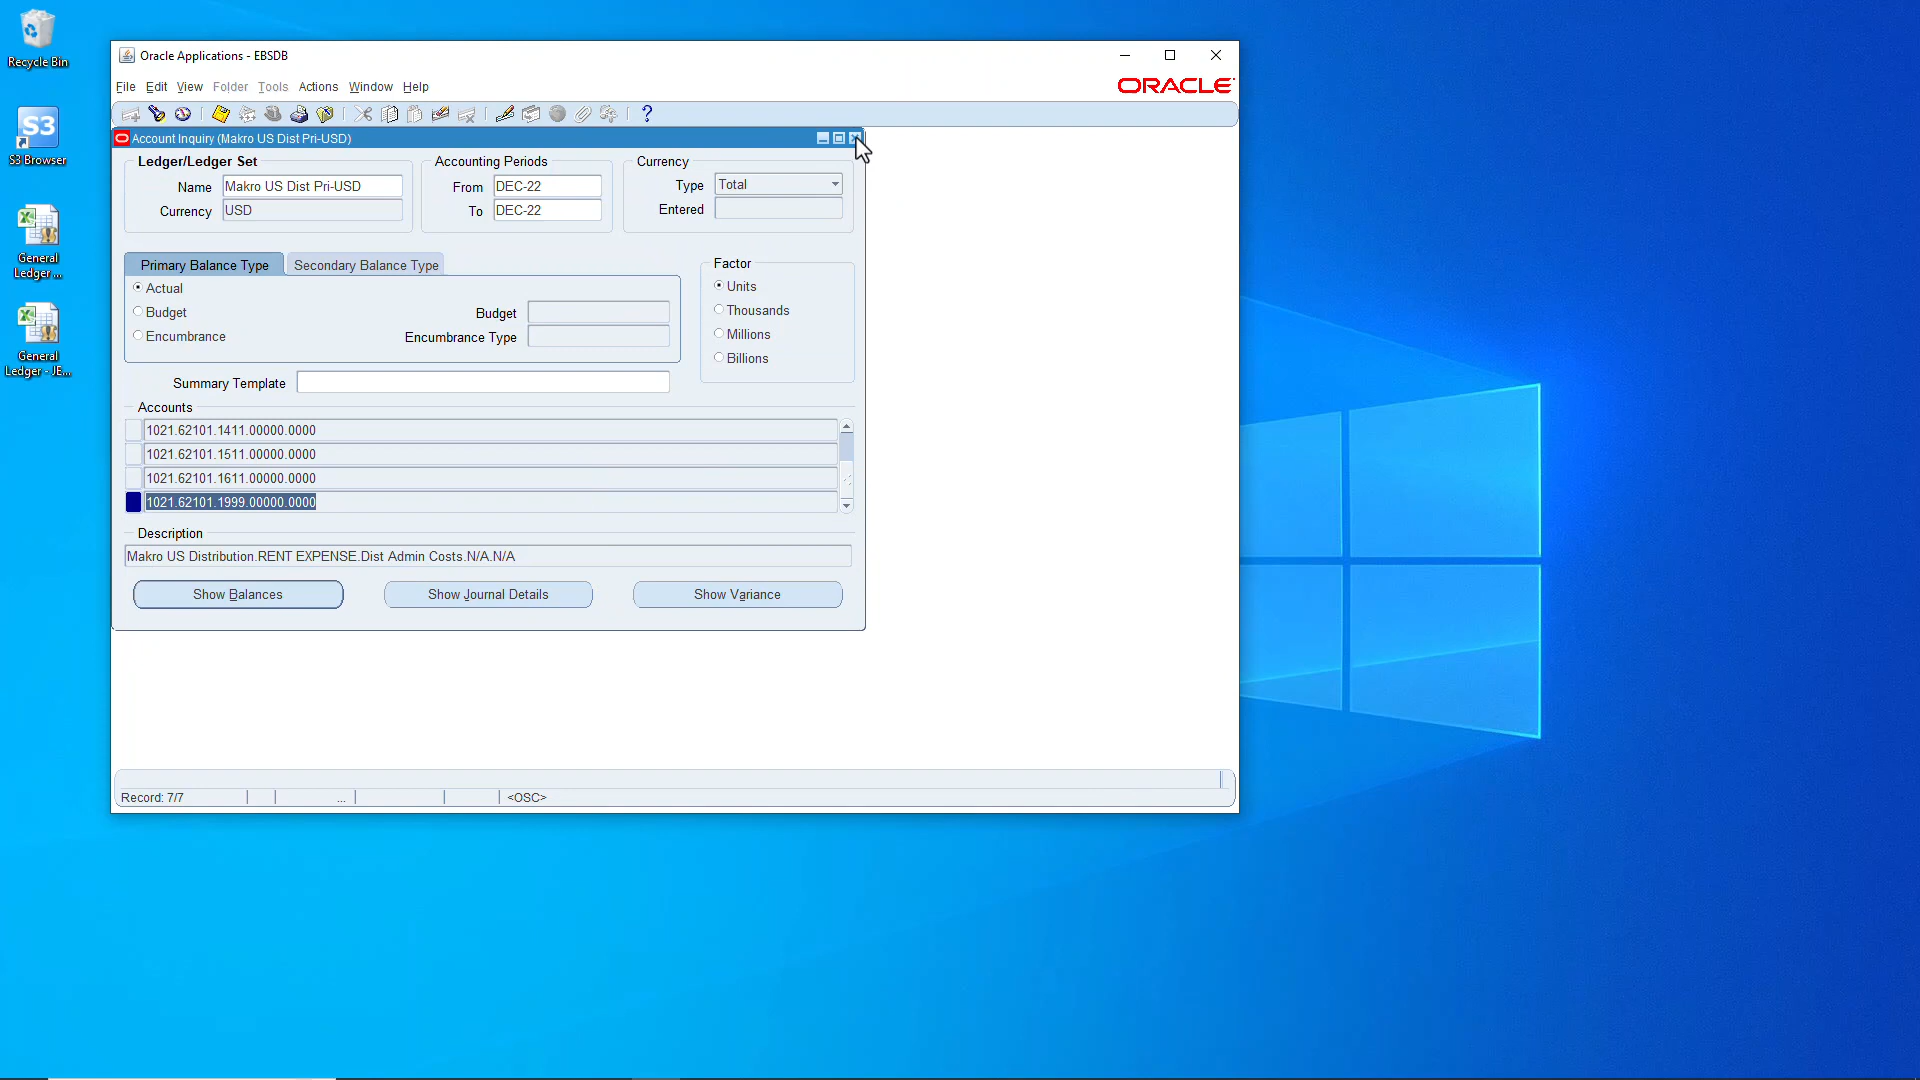 Recycle Bin
S3
S3 Browser
General
Ledger ...
General
Ledger - JE...
Oracle Applications - EBSDB
File Edit View Folder Tools Actions Window Help
ORACLE
Account Inquiry (Makro US Dist Pri-USD)
Ledger/Ledger Set
Name Makro US Dist Pri-USD
Currency USD
Accounting Periods
From DEC-22
To DEC-22
Currency
Type Total
Entered
Primary Balance Type Secondary Balance Type
Actual
Budget
Encumbrance
Budget
Encumbrance Type
Factor
Units
Thousands
Millions
Billions
Summary Template
Accounts
1021.62101.1411.00000.0000
1021.62101.1511.00000.0000
1021.62101.1611.00000.0000
1021.62101.1999.00000.0000
Description
Makro US Distribution.RENT EXPENSE.Dist Admin Costs.N/A.N/A
Show Balances Show Journal Details Show Variance
Record: 7/7 ... <OSC>